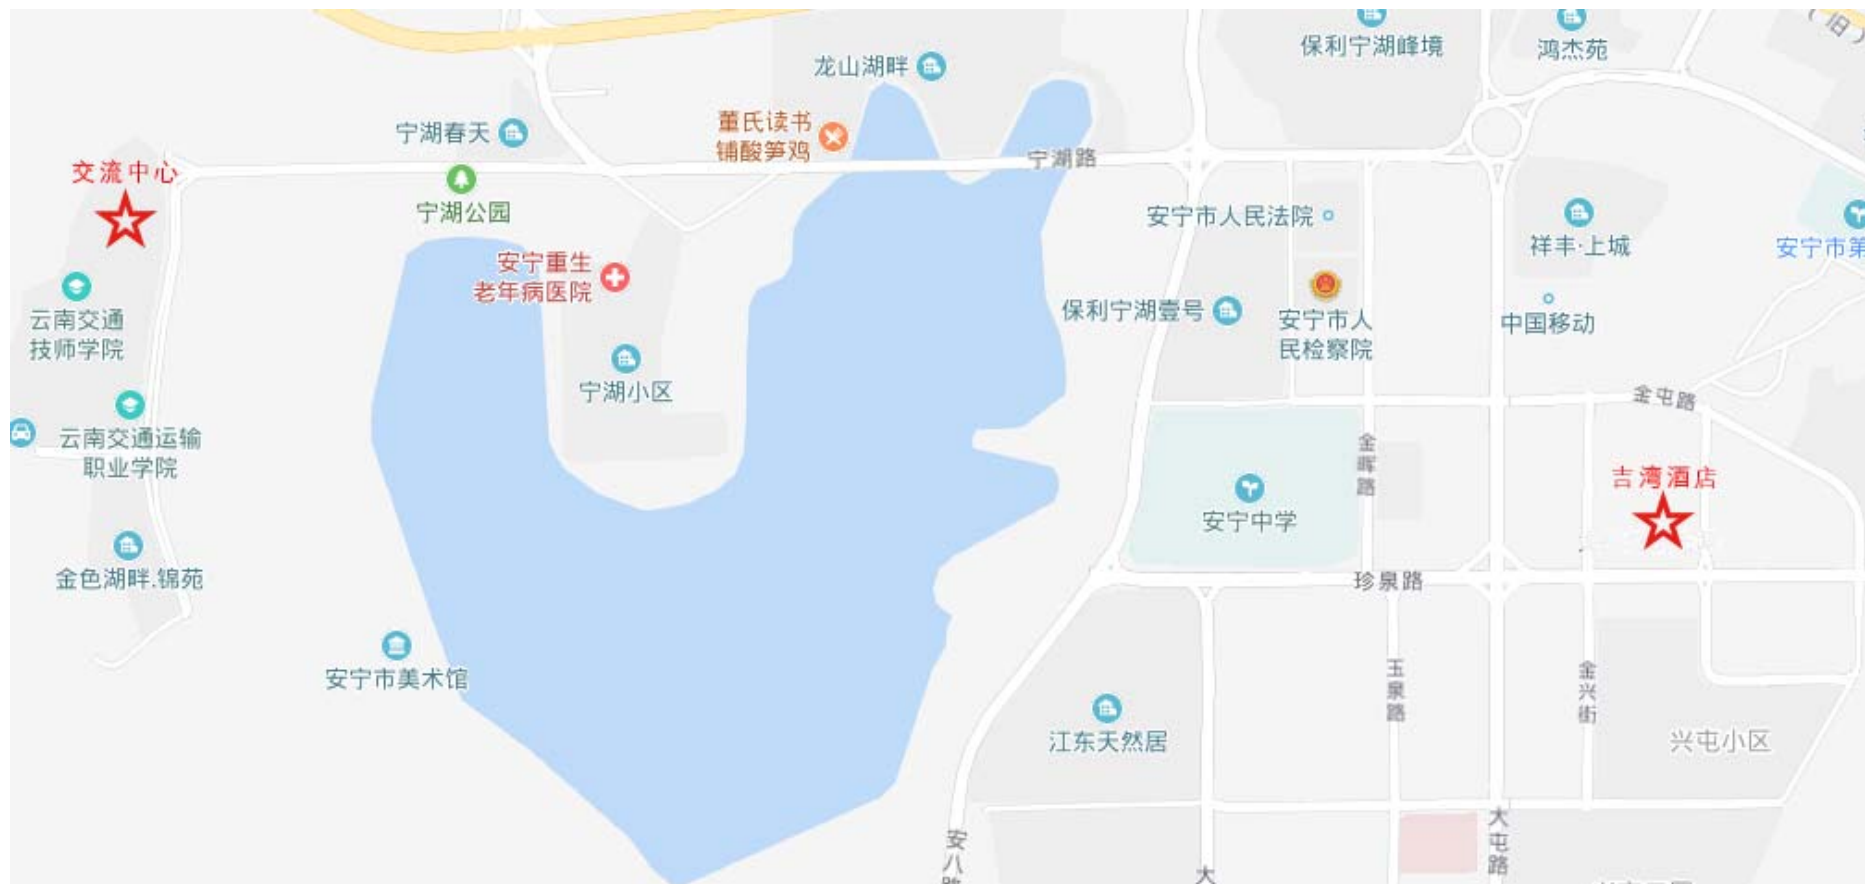 （旧）
保利宁湖峰境
鸿杰苑
龙山湖畔
董氏读书
铺酸笋鸡
宁湖春天
宁湖路
交流中心
宁湖公园
安宁市人民法院
祥丰·上城
安宁市第
安宁重生
老年病医院
保利宁湖壹号
安宁市人
民检察院
中国移动
云南交通
技师学院
宁湖小区
金屯路
云南交通运输
职业学院
金晖路
吉湾酒店
安宁中学
金色湖畔.锦苑
珍泉路
安宁市美术馆
玉泉路
金兴街
江东天然居
兴屯小区
安八路
大屯路
大